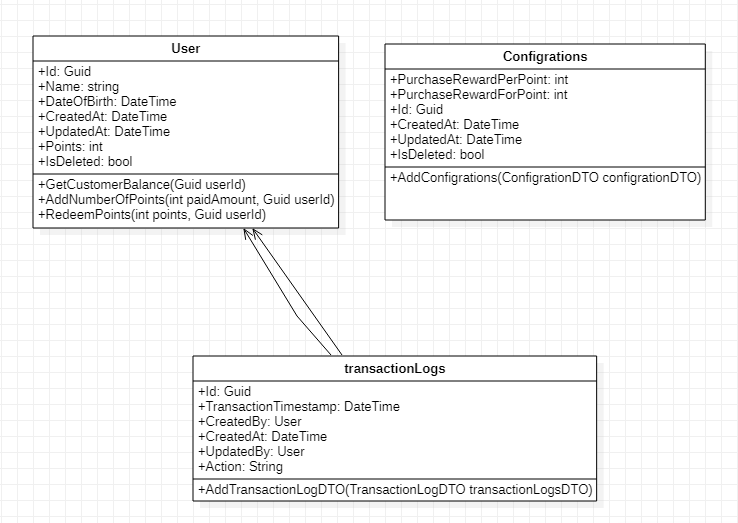 User
+Id: Guid
+Name: string
+DateOfBirth: DateTime
+CreatedAt: DateTime
+UpdatedAt: DateTime
+Points: int
+IsDeleted: bool
+GetCustomerBalance(Guid userId)
+AddNumberOfPoints(int paidAmount, Guid userId)
+RedeemPoints(int points, Guid userId)
Configrations
+PurchaseRewardPerPoint: int
+PurchaseRewardForPoint: int
+Id: Guid
+CreatedAt: DateTime
+UpdatedAt: DateTime
+IsDeleted: bool
+AddConfigrations(ConfigrationDTO configrationDTO)
transactionLogs
+Id: Guid
+TransactionTimestamp: DateTime
+CreatedBy: User
+CreatedAt: DateTime
+UpdatedBy: User
+Action: String
+AddTransactionLogDTO(TransactionLogDTO transactionLogsDTO)